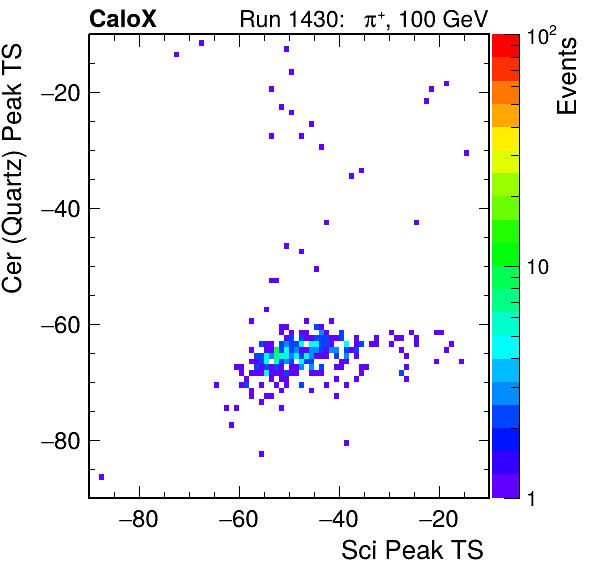 CaloX Run 1430: π⁺, 100 GeV
Cer (Quartz) Peak TS
−20
−40
−60
−80
−80 −60 −40 −20
Sci Peak TS
10²
10
1
Events